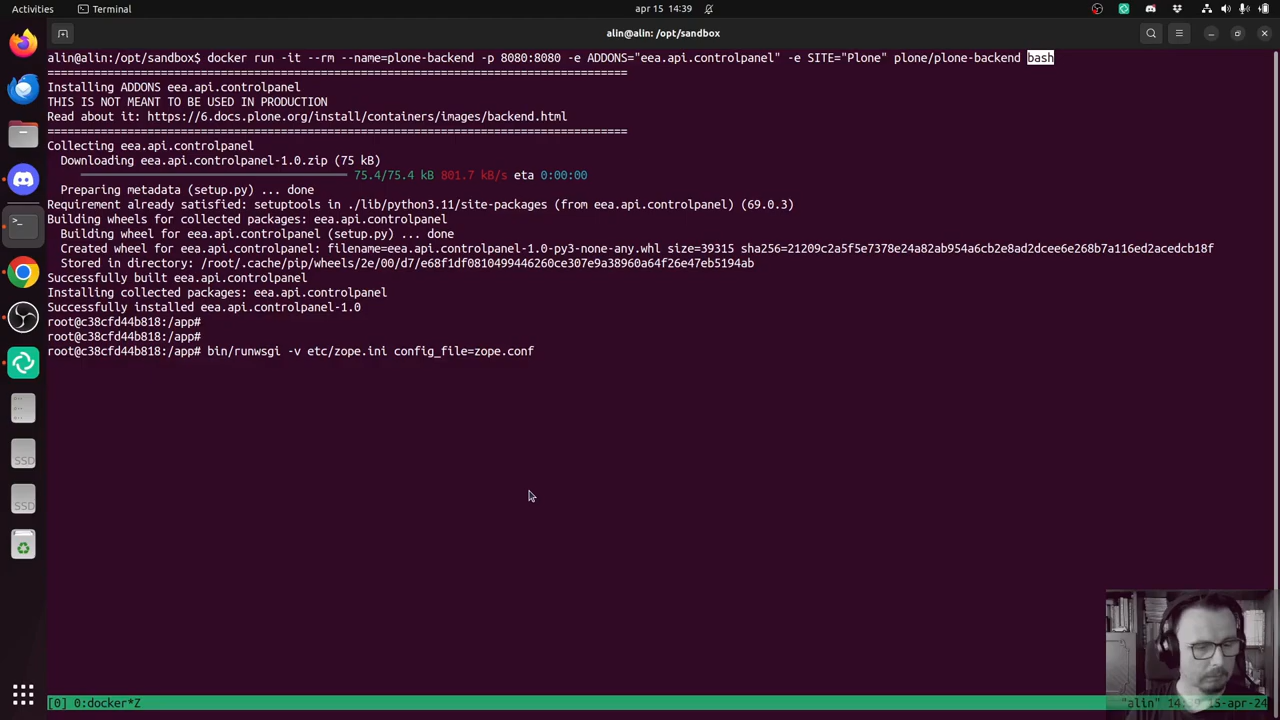 Activities
Terminal
apr 15 14:39
alin@alin: /opt/sandbox
alin@alin:/opt/sandbox$ docker run -it --rm --name=plone-backend -p 8080:8080 -e ADDONS="eea.api.controlpanel" -e SITE="Plone" plone/plone-backend bash
=======================================================================================
Installing ADDONS eea.api.controlpanel
THIS IS NOT MEANT TO BE USED IN PRODUCTION
Read about it: https://6.docs.plone.org/install/containers/images/backend.html
=======================================================================================
Collecting eea.api.controlpanel
  Downloading eea.api.controlpanel-1.0.zip (75 kB)
     75.4/75.4 kB 801.7 kB/s eta 0:00:00
  Preparing metadata (setup.py) ... done
Requirement already satisfied: setuptools in ./lib/python3.11/site-packages (from eea.api.controlpanel) (69.0.3)
Building wheels for collected packages: eea.api.controlpanel
  Building wheel for eea.api.controlpanel (setup.py) ... done
  Created wheel for eea.api.controlpanel: filename=eea.api.controlpanel-1.0-py3-none-any.whl size=39315 sha256=21209c2a5f5e7378e24a82ab954a6cb2e8ad2dcee6e268b7a116ed2acedcb18f
  Stored in directory: /root/.cache/pip/wheels/2e/00/d7/e68f1df0810499446260ce307e9a38960a64f26e47eb5194ab
Successfully built eea.api.controlpanel
Installing collected packages: eea.api.controlpanel
Successfully installed eea.api.controlpanel-1.0
root@c38cfd44b818:/app#
root@c38cfd44b818:/app#
root@c38cfd44b818:/app# bin/runwsgi -v etc/zope.ini config_file=zope.conf
SSD
SSD
[0] 0:docker*Z
"alin" 14:39 15-apr-24